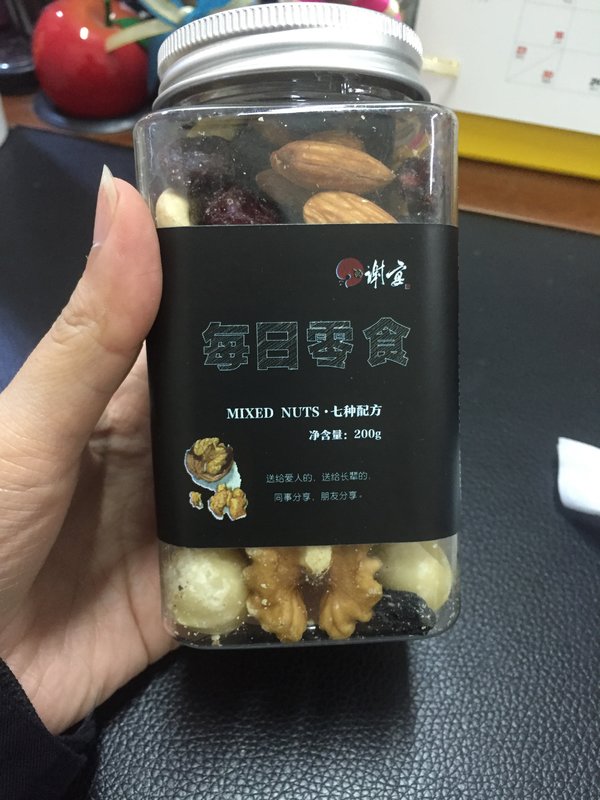 谢宴
每日零食
MIXED NUTS·七种配方
净含量：200g
送给爱人的，送给长辈的，
同事分享，朋友分享。